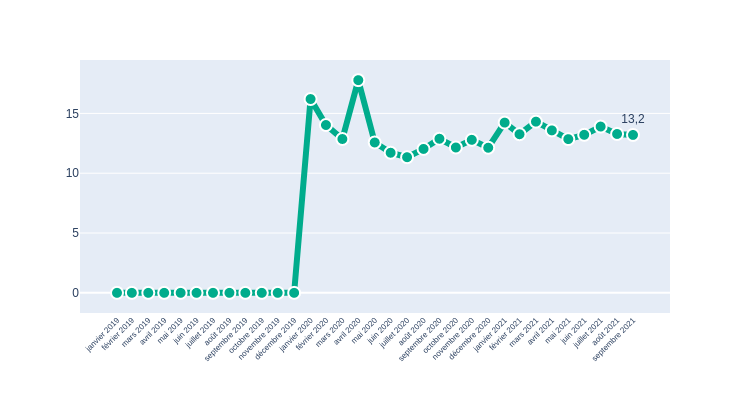 15
10
5
0
13,2
janvier 2019
février 2019
mars 2019
avril 2019
mai 2019
juin 2019
juillet 2019
août 2019
septembre 2019
octobre 2019
novembre 2019
décembre 2019
janvier 2020
février 2020
mars 2020
avril 2020
mai 2020
juin 2020
juillet 2020
août 2020
septembre 2020
octobre 2020
novembre 2020
décembre 2020
janvier 2021
février 2021
mars 2021
avril 2021
mai 2021
juin 2021
juillet 2021
août 2021
septembre 2021